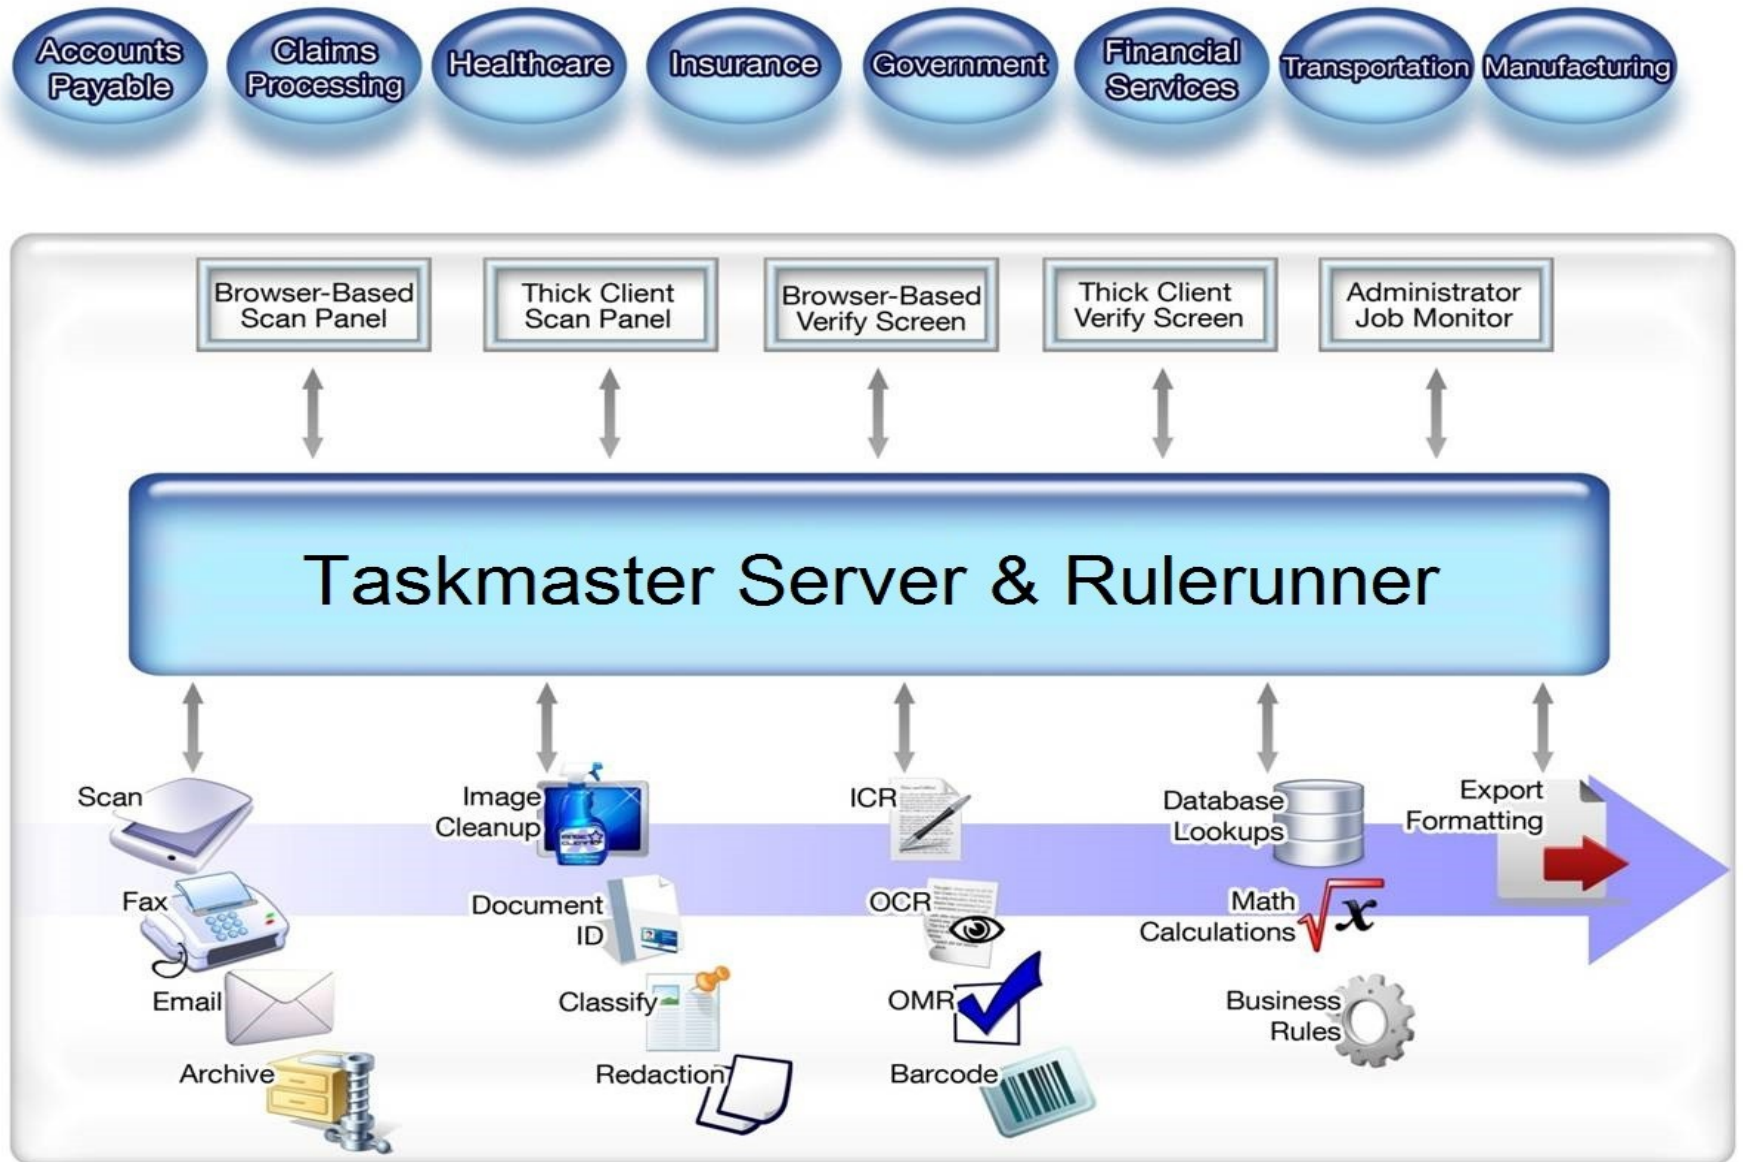 Accounts
Payable
Claims
Processing
Healthcare
Insurance
Government
Financial
Services
Transportation
Manufacturing
Browser-Based
Scan Panel
Thick Client
Scan Panel
Browser-Based
Verify Screen
Thick Client
Verify Screen
Administrator
Job Monitor
Taskmaster Server & Rulerunner
Scan
Fax
Email
Archive
Image
Cleanup
Document
ID
Classify
Redaction
ICR
OCR
OMR
Barcode
Database
Lookups
Math
Calculations
x
Business
Rules
Export
Formatting